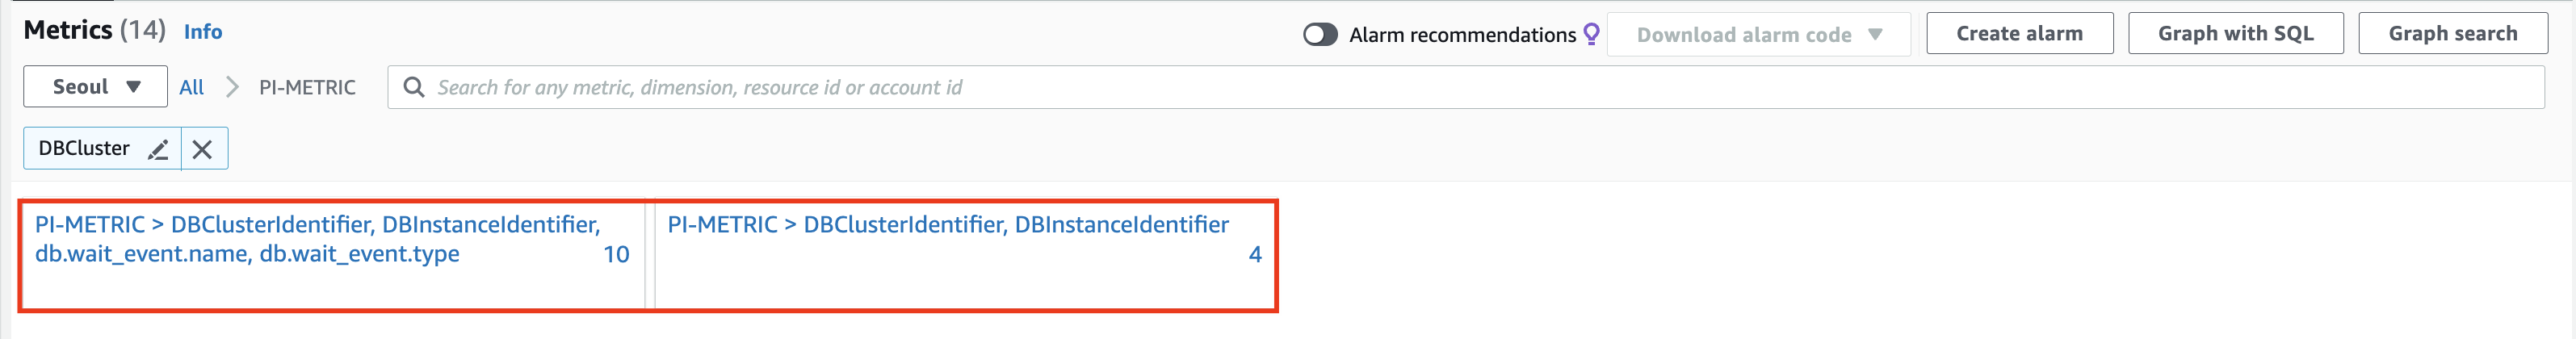 Metrics (14) Info
Alarm recommendations
Download alarm code
Create alarm
Graph with SQL
Graph search
Seoul
All
PI-METRIC
Search for any metric, dimension, resource id or account id
DBCluster
PI-METRIC > DBClusterIdentifier, DBInstanceIdentifier,
db.wait_event.name, db.wait_event.type
10
PI-METRIC > DBClusterIdentifier, DBInstanceIdentifier
4